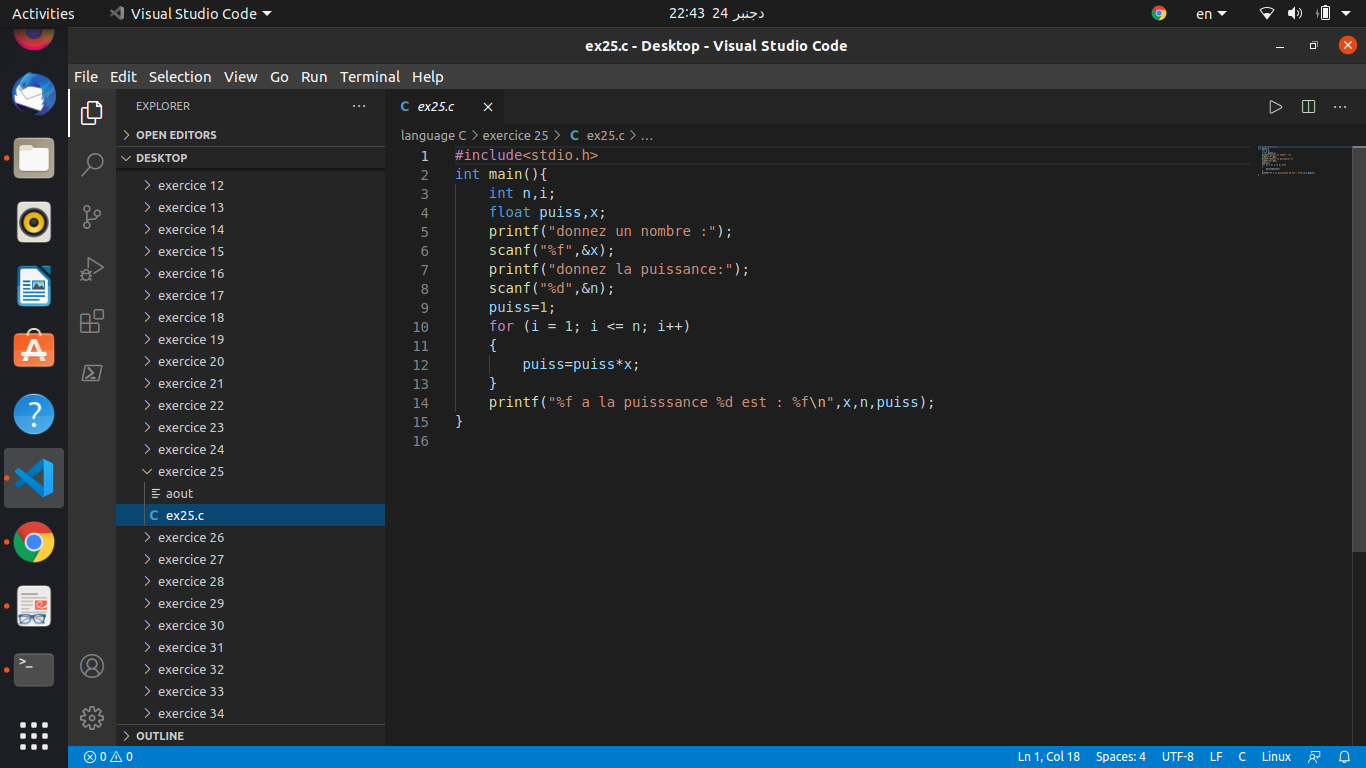 Activities Visual Studio Code 22:43 24 دجنبر en
ex25.c - Desktop - Visual Studio Code
File Edit Selection View Go Run Terminal Help
EXPLORER
OPEN EDITORS
DESKTOP
exercice 12
exercice 13
exercice 14
exercice 15
exercice 16
exercice 17
exercice 18
exercice 19
exercice 20
exercice 21
exercice 22
exercice 23
exercice 24
exercice 25
aout
C ex25.c
exercice 26
exercice 27
exercice 28
exercice 29
exercice 30
exercice 31
exercice 32
exercice 33
exercice 34
OUTLINE
C ex25.c
language C > exercice 25 > C ex25.c > ...
1 #include<stdio.h>
2 int main(){
3 int n,i;
4 float puiss,x;
5 printf("donnez un nombre :");
6 scanf("%f",&x);
7 printf("donnez la puissance:");
8 scanf("%d",&n);
9 puiss=1;
10 for (i = 1; i <= n; i++)
11 {
12 puiss=puiss*x;
13 }
14 printf("%f a la puisssance %d est : %f\n",x,n,puiss);
15 }
16
0 0 Ln 1, Col 18 Spaces: 4 UTF-8 LF C Linux